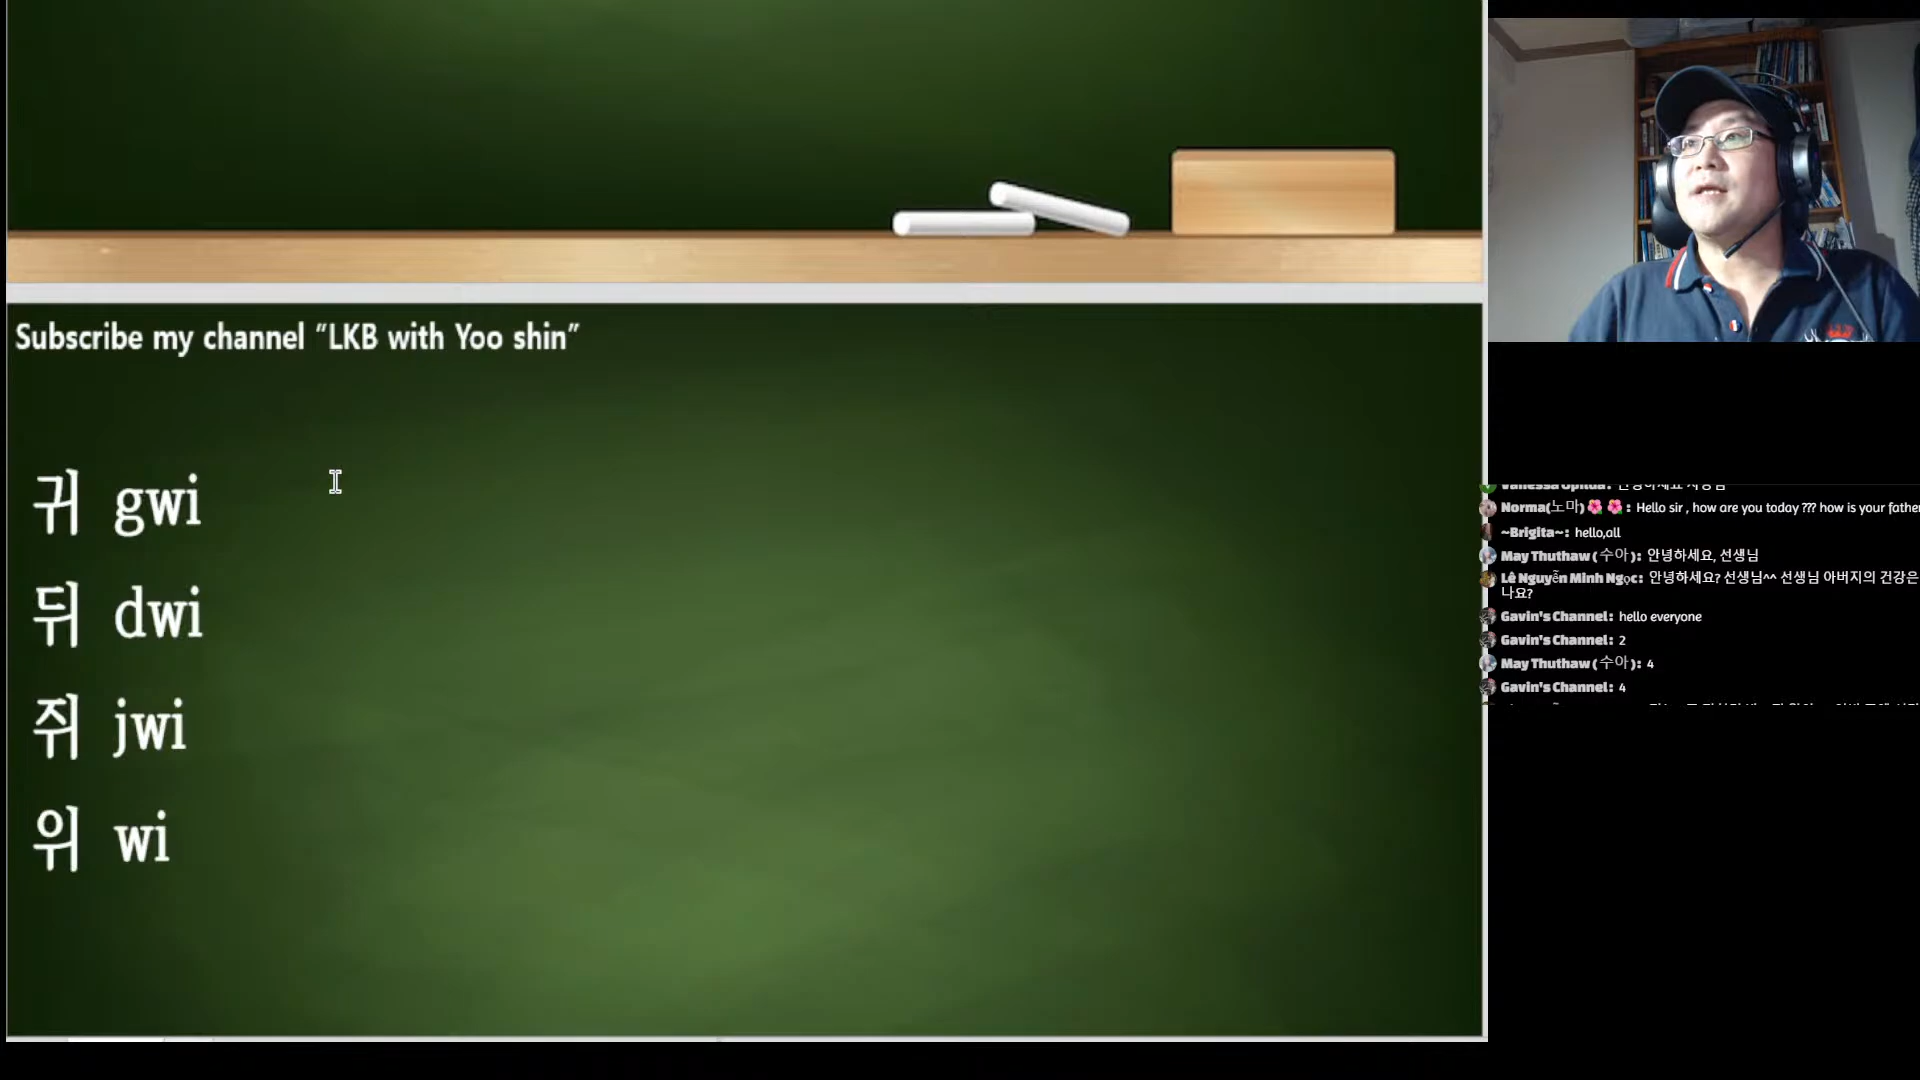 Subscribe my channel “LKB with Yoo shin”
귀 gwi
뒤 dwi
쥐 jwi
위 wi
Norma(노마)🌺 🌺 : Hello sir , how are you today ??? how is your father
~Brigita~: hello,all
May Thuthaw ( 수아 ): 안녕하세요, 선생님
Lê Nguyễn Minh Ngọc: 안녕하세요? 선생님^^ 선생님 아버지의 건강은
나요?
Gavin's Channel: hello everyone
Gavin's Channel: 2
May Thuthaw ( 수아 ): 4
Gavin's Channel: 4